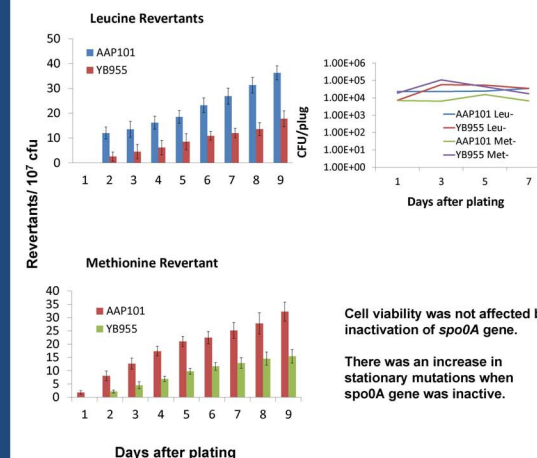 Leucine Revertants
50
40
30
20
10
0
AAP101
YB955
1 2 3 4 5 6 7 8 9
Revertants/ 10⁷ cfu
CFU/plug
1.00E+06
1.00E+05
1.00E+04
1.00E+03
1.00E+02
1.00E+01
1.00E+00
AAP101 Leu-
YB955 Leu-
AAP101 Met-
YB955 Met-
1 3 5 7
Days after plating
Methionine Revertant
40
35
30
25
20
15
10
5
0
AAP101
YB955
1 2 3 4 5 6 7 8 9
Days after plating
Cell viability was not affected b
inactivation of spo0A gene.
There was an increase in
stationary mutations when
spo0A gene was inactive.